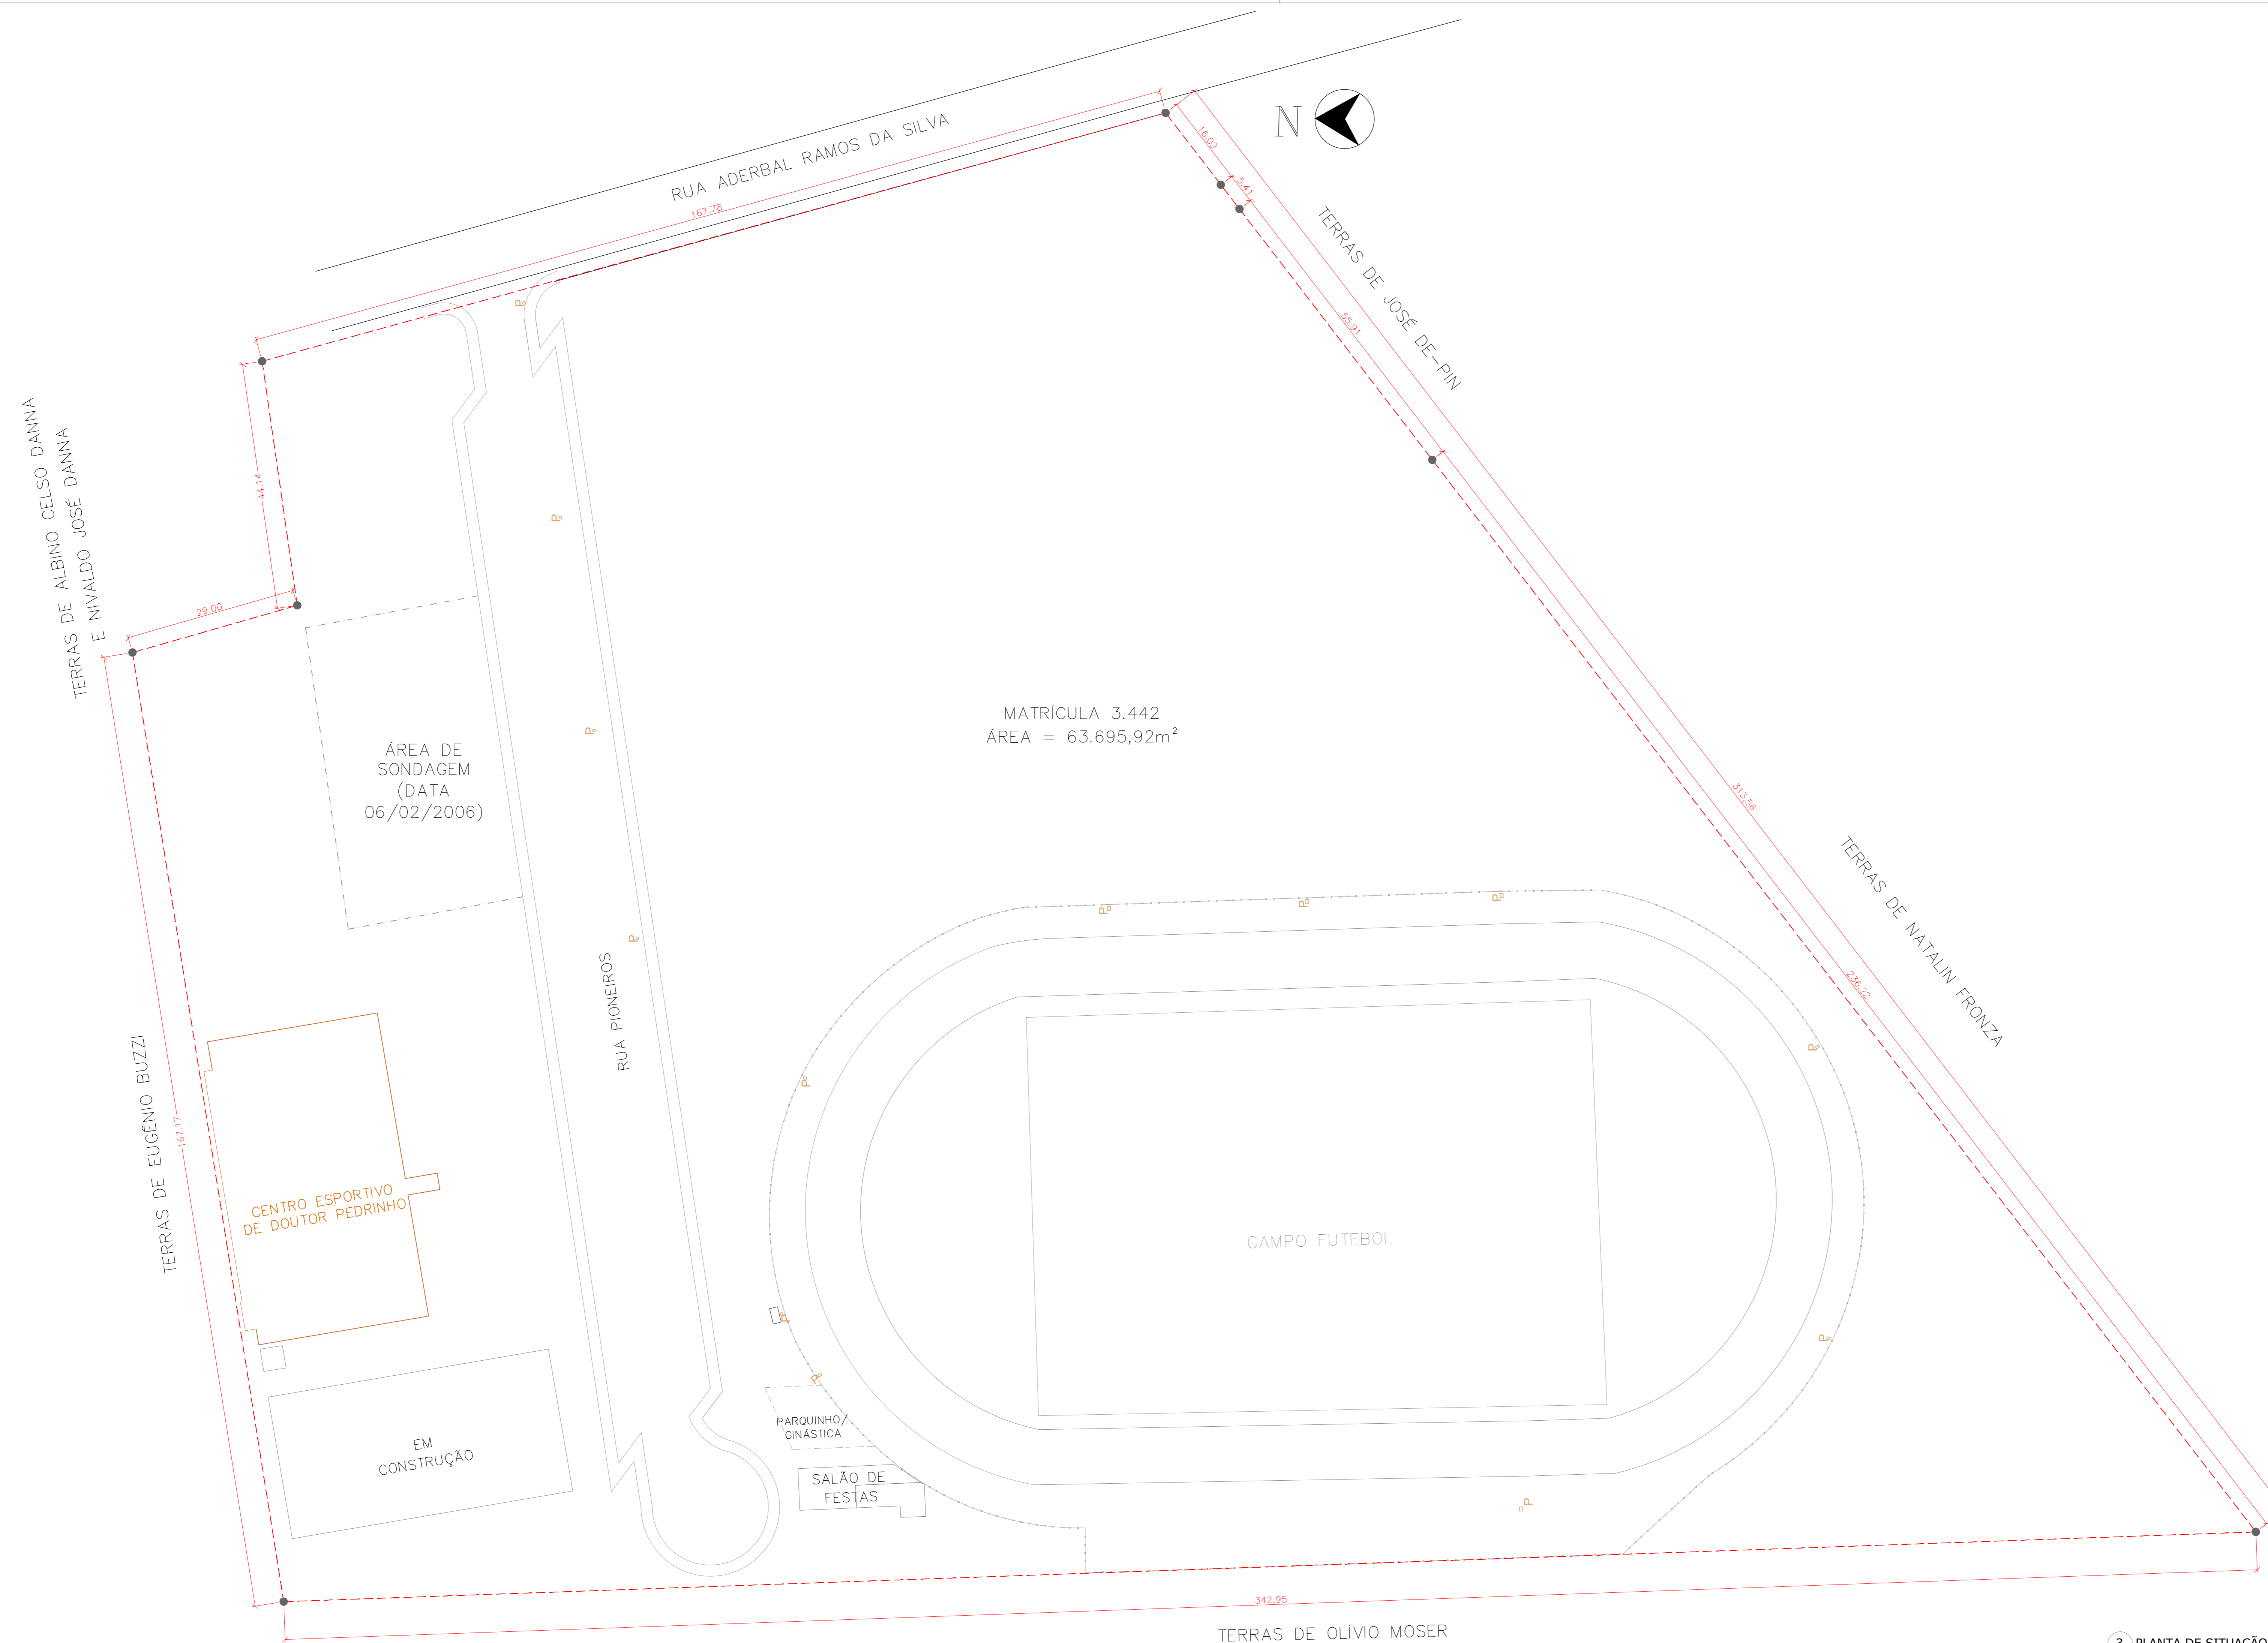 RUA ADERBAL RAMOS DA SILVA
167.78
N
16.02
5.41
TERRAS DE JOSÉ DE-PIN
55.91
P
P
TERRAS DE ALBINO CELSO DANNA
E NIVALDO JOSÉ DANNA
44.14
29.00
P
MATRÍCULA 3.442
ÁREA = 63.695,92m²
ÁREA DE
SONDAGEM
(DATA
06/02/2006)
313.56
TERRAS DE NATALIN FRONZA
236.22
P
P
P
P
RUA PIONEIROS
P
P
TERRAS DE EUGÊNIO BUZZI
167.17
CENTRO ESPORTIVO
DE DOUTOR PEDRINHO
CAMPO FUTEBOL
P
P
P
PARQUINHO/
GINÁSTICA
EM
CONSTRUÇÃO
SALÃO DE
FESTAS
P
342.95
TERRAS DE OLÍVIO MOSER
3 PLANTA DE SITUAÇÃO